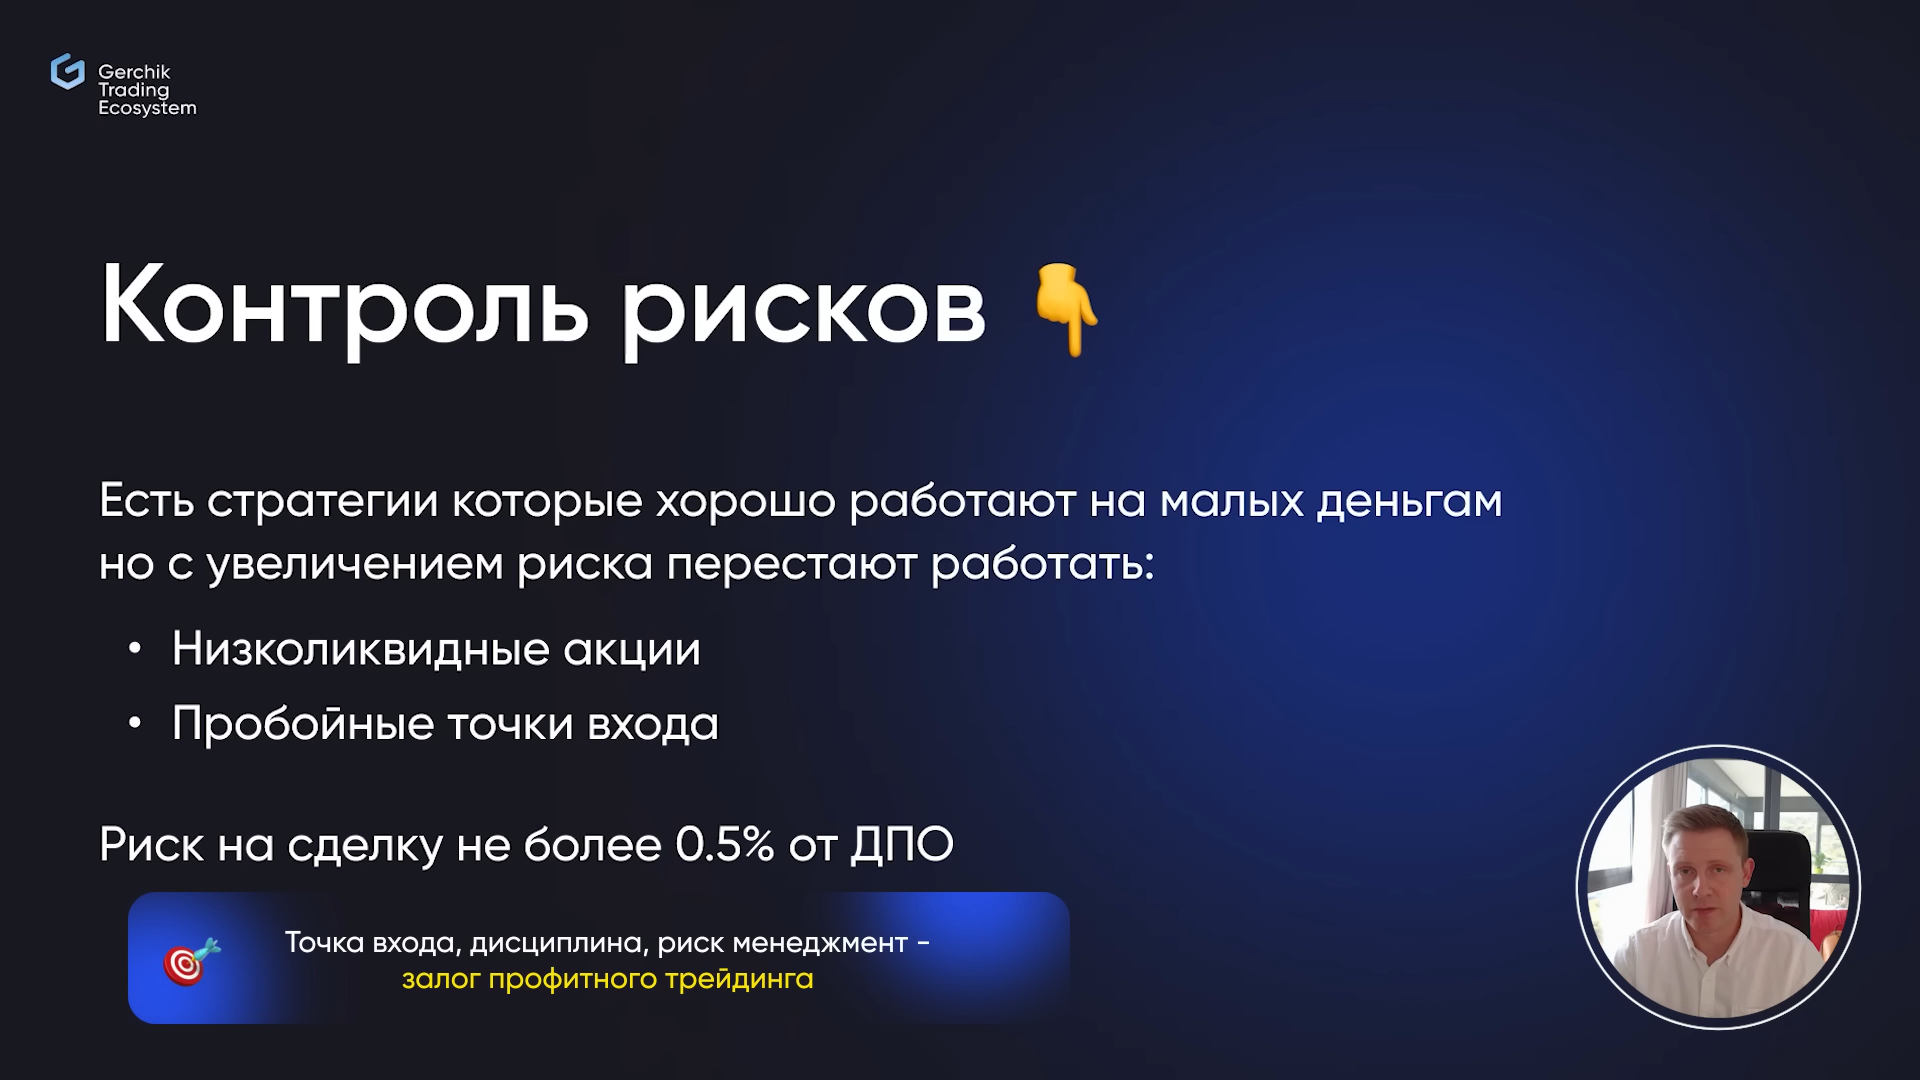 Gerchik
Trading
Ecosystem
Контроль рисков
Есть стратегии которые хорошо работают на малых деньгам
но с увеличением риска перестают работать:
• Низколиквидные акции
• Пробойные точки входа
Риск на сделку не более 0.5% от ДПО
Точка входа, дисциплина, риск менеджмент -
залог профитного трейдинга